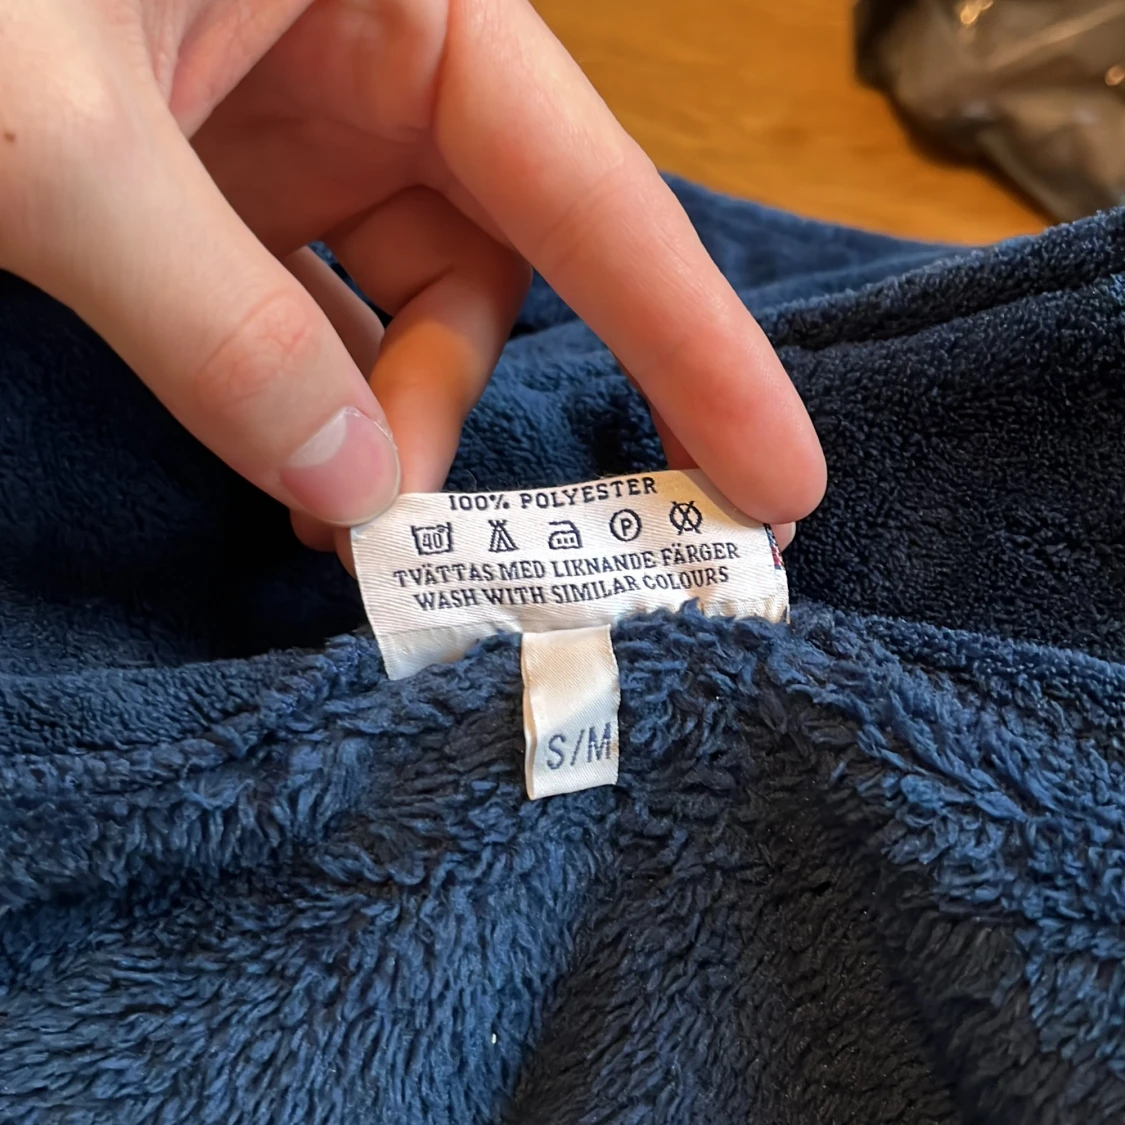 100% POLYESTER
40 P
TVÄTTAS MED LIKNANDE FÄRGER
WASH WITH SIMILAR COLOURS
S/M